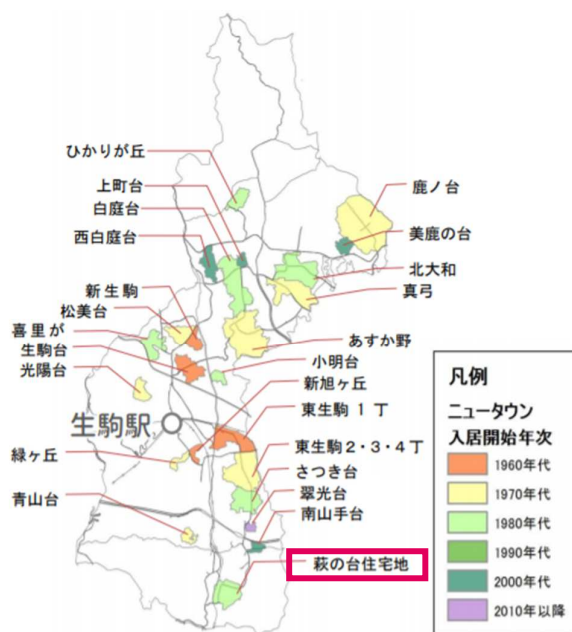 ひかりが丘
上町台
白庭台
西白庭台
新生駒
松美台
喜里が
生駒台
光陽台
生駒駅
緑ヶ丘
青山台
鹿ノ台
美鹿の台
北大和
真弓
あすか野
小明台
新旭ヶ丘
東生駒1丁
東生駒2・3・4丁
さつき台
翠光台
南山手台
萩の台住宅地
凡例
ニュータウン
入居開始年次
1960年代
1970年代
1980年代
1990年代
2000年代
2010年以降